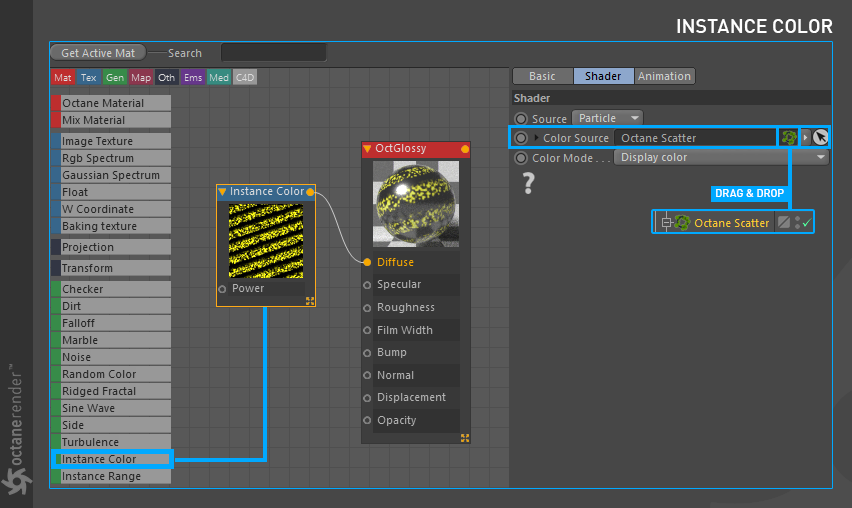 INSTANCE COLOR
Get Active Mat
Search
Mat Tex Gen Map Oth Ems Med C4D
Octane Material
Mix Material
Image Texture
Rgb Spectrum
Gaussian Spectrum
Float
W Coordinate
Baking texture
Projection
Transform
Checker
Dirt
Falloff
Marble
Noise
Random Color
Ridged Fractal
Sine Wave
Side
Turbulence
Instance Color
Instance Range
Instance Color
Power
OctGlossy
Diffuse
Specular
Roughness
Film Width
Bump
Normal
Displacement
Opacity
Basic Shader Animation
Shader
Source Particle
Color Source Octane Scatter
Color Mode . . . Display color
?
DRAG & DROP
Octane Scatter
octanerender™